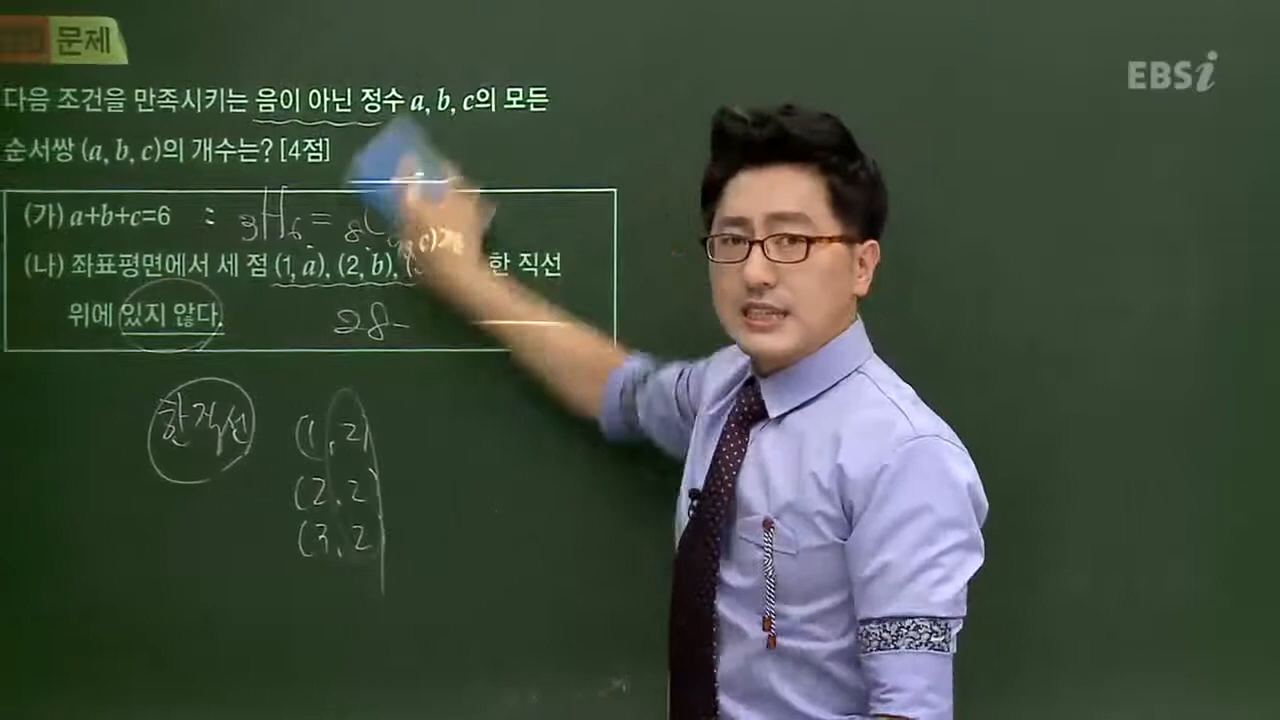 문제
EBSi
다음 조건을 만족시키는 음이 아닌 정수 a, b, c의 모든
순서쌍 (a, b, c)의 개수는? [4점]
(가) a+b+c=6 : ₃H₆ = ₈C
(나) 좌표평면에서 세 점 (1, a), (2, b), 한 직선
위에 있지 않다.
28-
한 직선
(1, 2)
(2, 2)
(3, 2